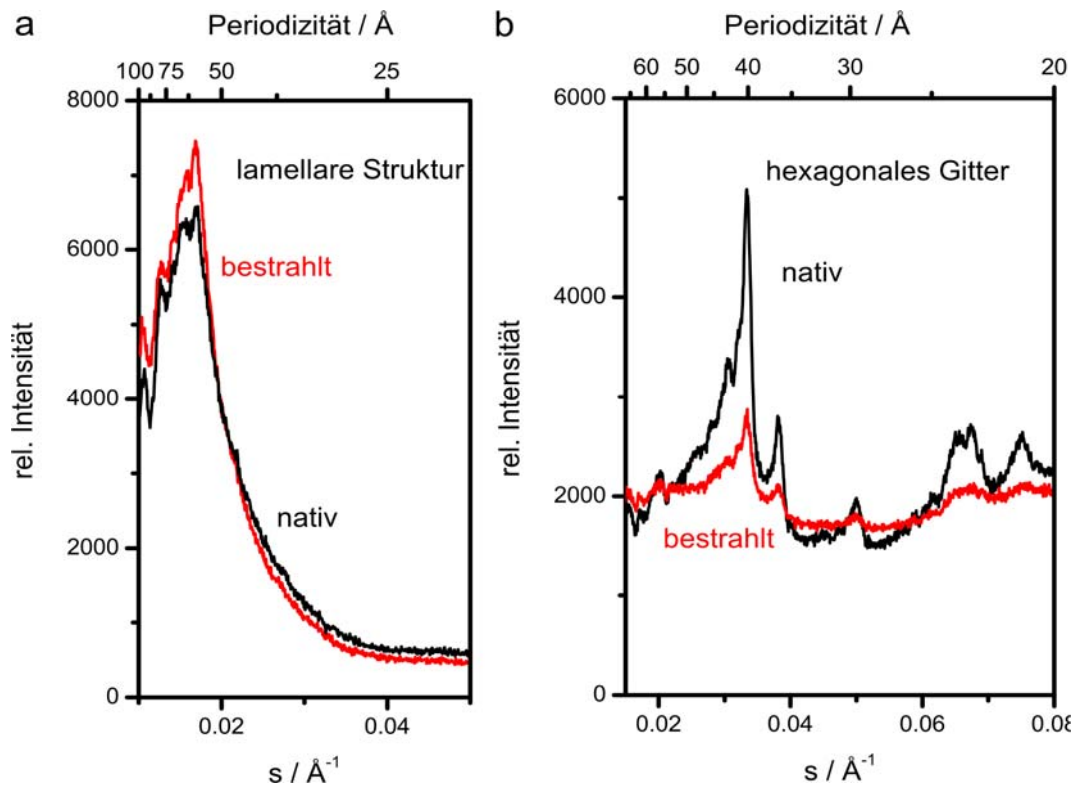 a
Periodizität / Å
100 75 50 25
8000
6000
4000
2000
0
rel. Intensität
lamellare Struktur
bestrahlt
nativ
0.02 0.04
s / Å-1
b
Periodizität / Å
60 50 40 30 20
6000
4000
2000
0
rel. Intensität
hexagonales Gitter
nativ
bestrahlt
0.02 0.04 0.06 0.08
s / Å-1